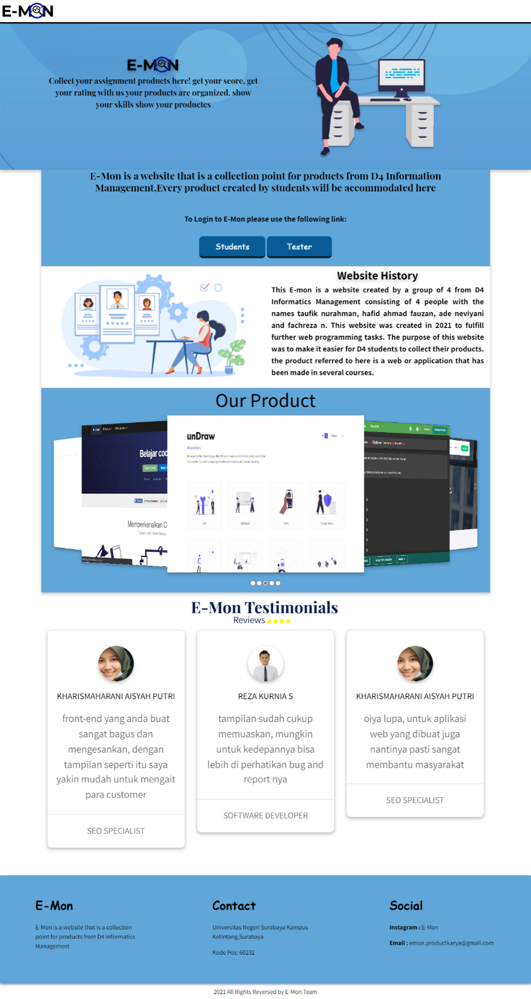 E-MON
E-MON
Collect your assignment products here! get your score, get
your rating with us your products are organized. show
your skills show your productes
E-Mon is a website that is a collection point for products from D4 Information
Management,Every product created by students will be accommodated here
To Login to E-Mon please use the following link:
Students Tester
Website History
This E-mon is a website created by a group of 4 from D4
Informatics Management consisting of 4 people with the
names taufik nurahman, hafid ahmad fauzan, ade neviyani
and fachreza n. This website was created in 2021 to fulfill
further web programming tasks. The purpose of this website
was to make it easier for D4 students to collect their products.
the product referred to here is a web or application that has
been made in several courses.
Our Product
Belajar coo
Memperkenalkan C
unDraw
Illustrations
Search
Gift
Notebook
Selfie
Secure server
E-Mon Testimonials
Reviews
KHARISMAHARANI AISYAH PUTRI
front-end yang anda buat
sangat bagus dan
mengesankan, dengan
tampilan seperti itu saya
yakin mudah untuk mengait
para customer
SEO SPECIALIST
REZA KURNIA S
tampilan sudah cukup
memuaskan, mungkin
untuk kedepannya bisa
lebih di perhatikan bug and
report nya
SOFTWARE DEVELOPER
KHARISMAHARANI AISYAH PUTRI
oiya lupa, untuk aplikasi
web yang dibuat juga
nantinya pasti sangat
membantu masyarakat
SEO SPECIALIST
E-Mon
E-Mon is a website that is a collection
point for products from D4 Informatics
Management
Contact
Universitas Negeri Surabaya Kampus
Ketintang,Surabaya
Kode Pos: 60231
Social
Instagram : E-Mon
Email : emon.productkarya@gmail.com
2021 All Rights Reversed by E-Mon Team